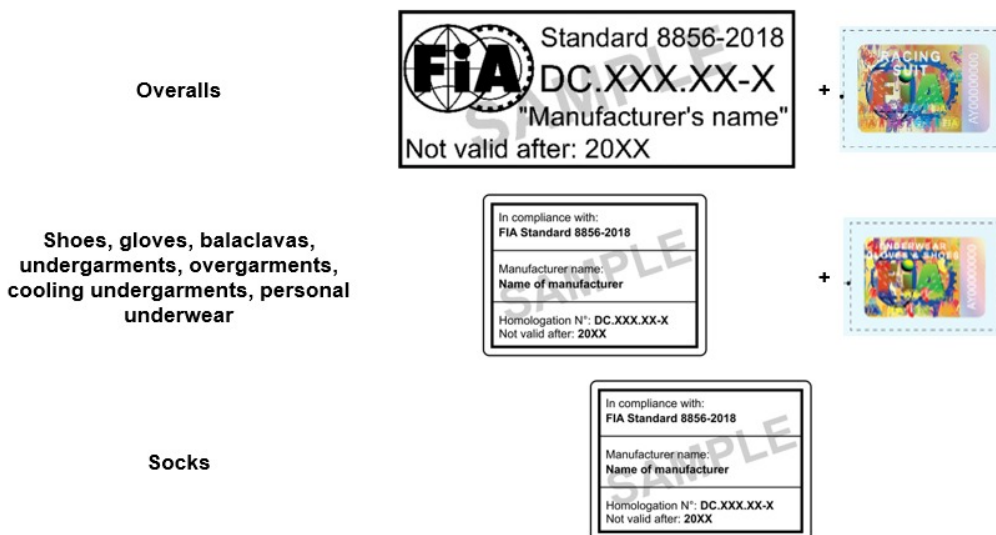 Overalls
FiA
Standard 8856-2018
DC.XXX.XX-X
"Manufacturer's name"
Not valid after: 20XX
SAMPLE
+
RACING
SUIT
FiA
AY00000000
Shoes, gloves, balaclavas,
undergarments, overgarments,
cooling undergarments, personal
underwear
In compliance with:
FIA Standard 8856-2018
Manufacturer name:
Name of manufacturer
Homologation N°: DC.XXX.XX-X
Not valid after: 20XX
SAMPLE
+
UNDERWEAR
GLOVES & SHOES
FiA
AY00000000
Socks
In compliance with:
FIA Standard 8856-2018
Manufacturer name:
Name of manufacturer
Homologation N°: DC.XXX.XX-X
Not valid after: 20XX
SAMPLE